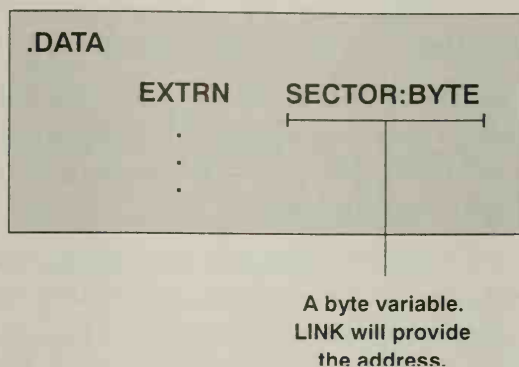 .DATA
EXTRN SECTOR:BYTE
.
.
.
A byte variable.
LINK will provide
the address.